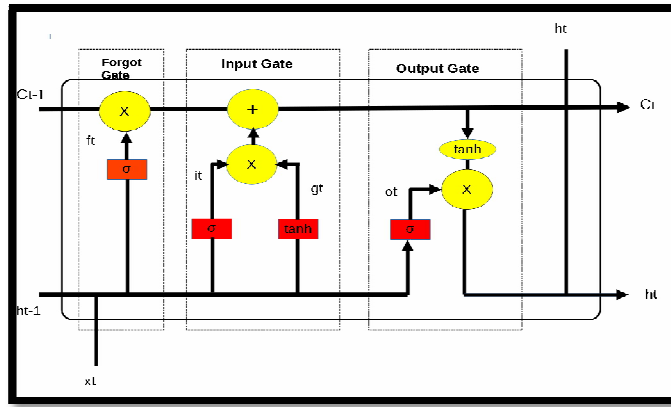 ht
Forgot
Gate
Input Gate
Output Gate
Ct-1
X
+
Ct
ft
tanh
σ
it
X
gt
ot
X
σ
tanh
σ
ht-1
ht
xt